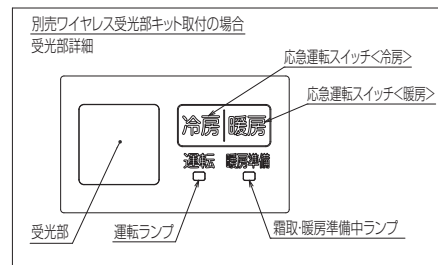 別売ワイヤレス受光部キット取付の場合
受光部詳細
応急運転スイッチ<冷房>
応急運転スイッチ<暖房>
冷房 暖房
運転 暖房準備
受光部
運転ランプ
霜取・暖房準備中ランプ